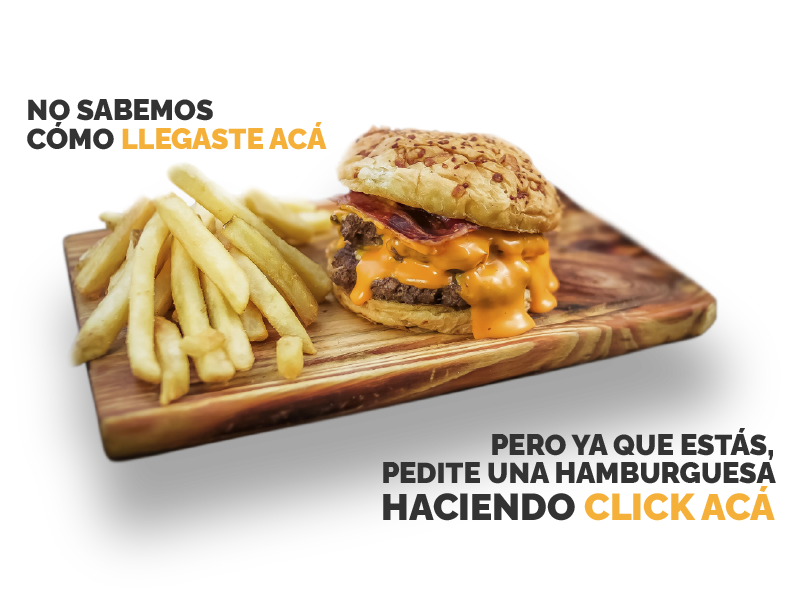 NO SABEMOS
CÓMO LLEGASTE ACÁ
PERO YA QUE ESTÁS,
PEDITE UNA HAMBURGUESA
HACIENDO CLICK ACÁ